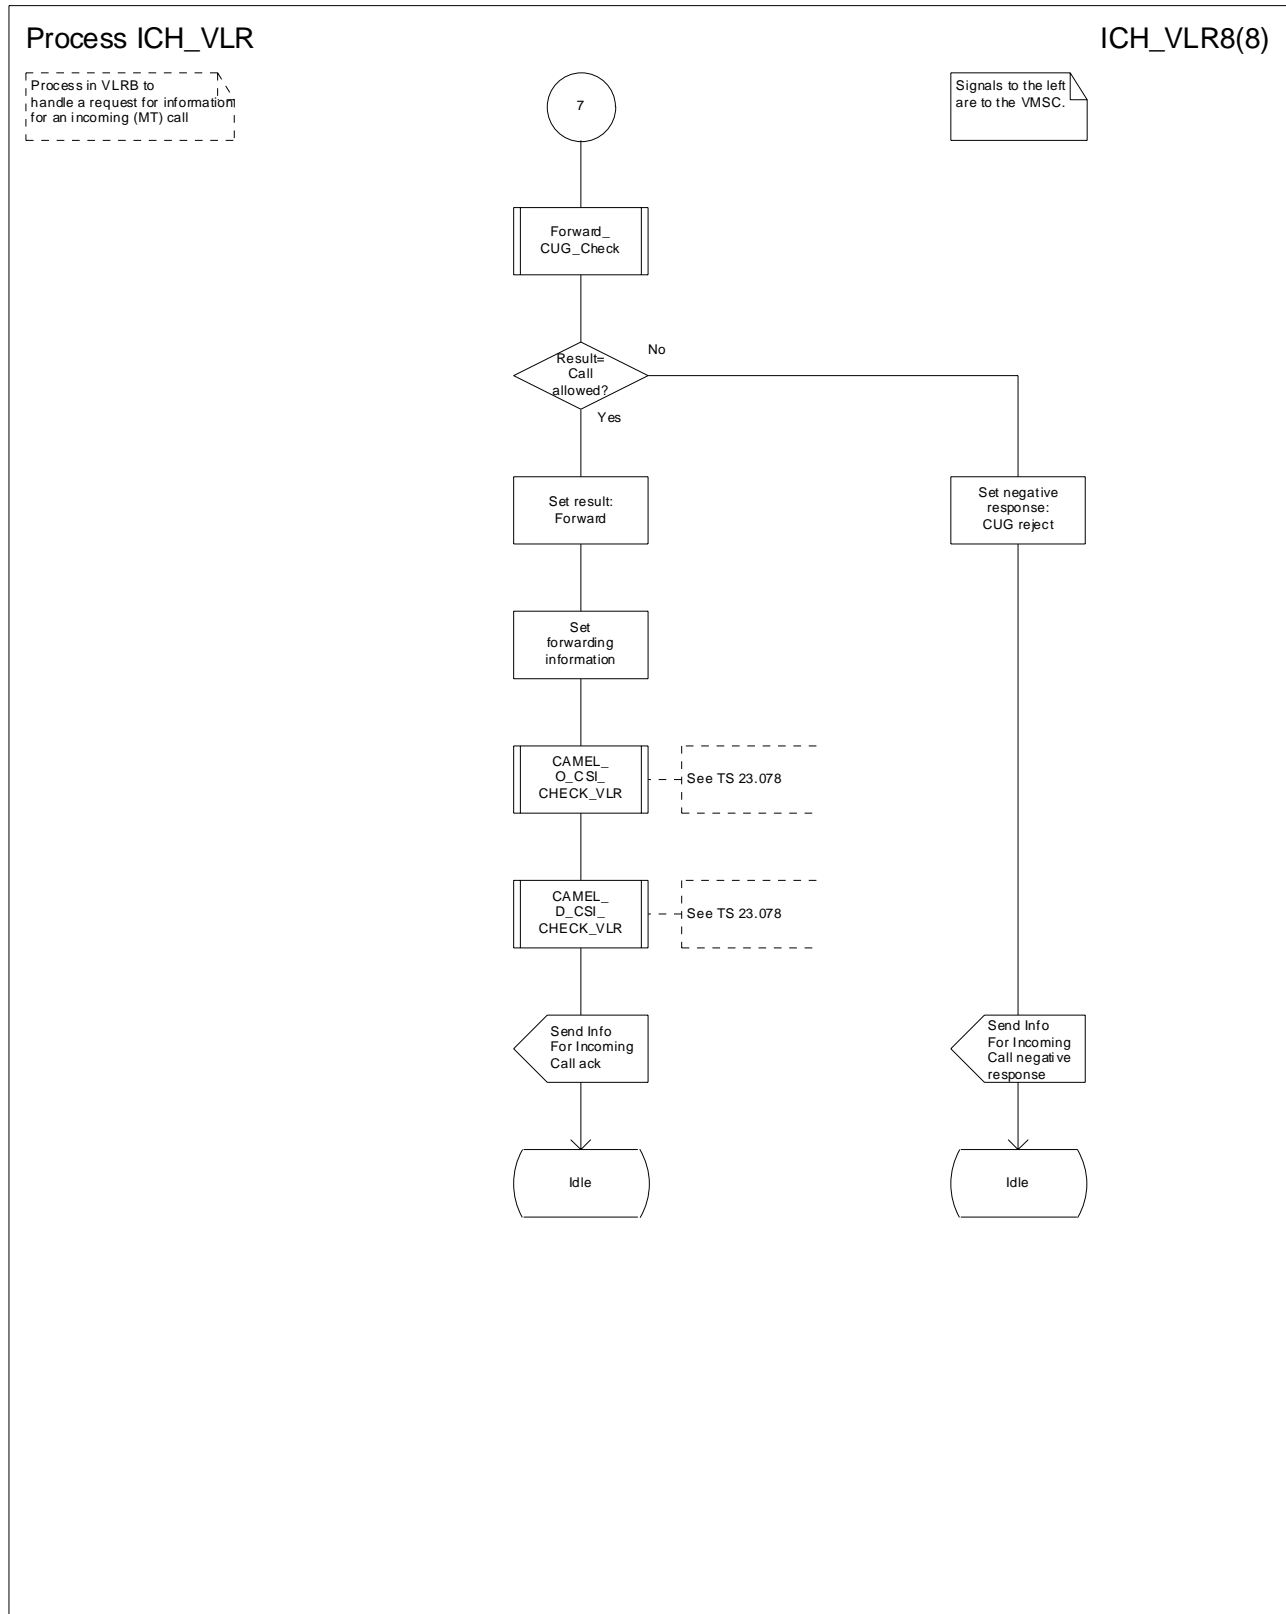 Process ICH_VLR
ICH_VLR8(8)
Process in VLRB to
handle a request for information
for an incoming (MT) call
7
Signals to the left
are to the VMSC.
Forward_
CUG_Check
Result=
Call
allowed?
No
Yes
Set result:
Forward
Set negative
response:
CUG reject
Set
forwarding
information
CAMEL_
O_CSI_
CHECK_VLR
See TS 23.078
CAMEL_
D_CSI_
CHECK_VLR
See TS 23.078
Send Info
For Incoming
Call ack
Send Info
For Incoming
Call negative
response
Idle
Idle